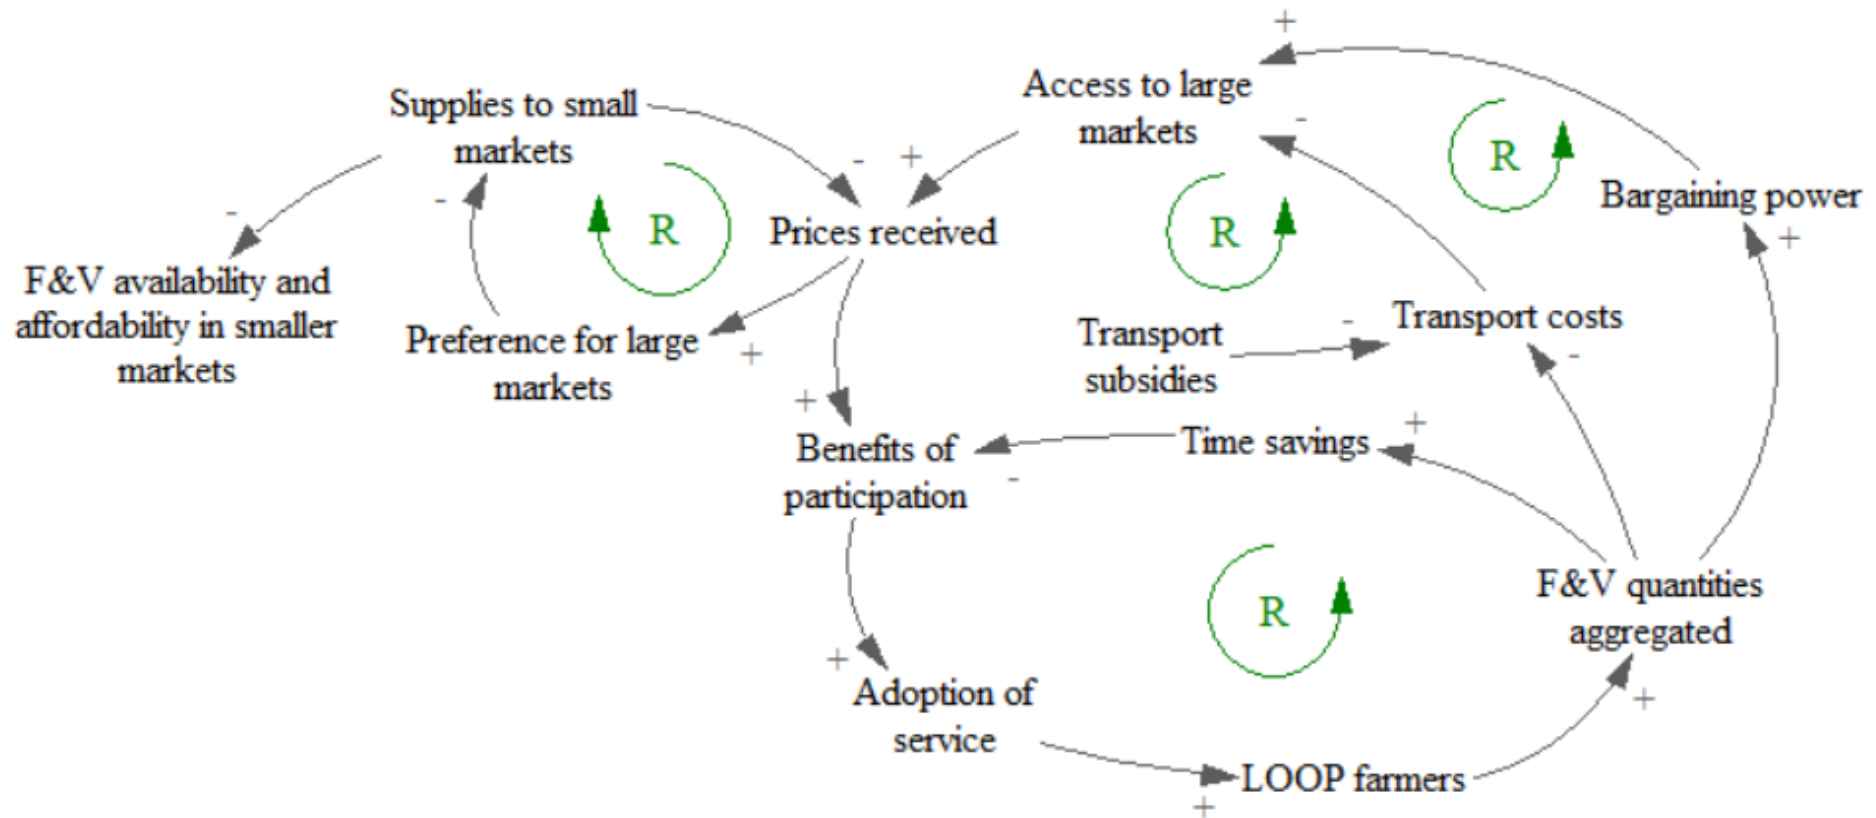 +
Access to large
markets
Supplies to small
markets
-
-
+
R
R
R
Bargaining power
+
-
-
Prices received
F&V availability and
affordability in smaller
markets
Preference for large
markets
+
Transport
subsidies
-
Transport costs
-
+
Benefits of
participation
-
Time savings
+
F&V quantities
aggregated
R
+
Adoption of
service
+
LOOP farmers
+